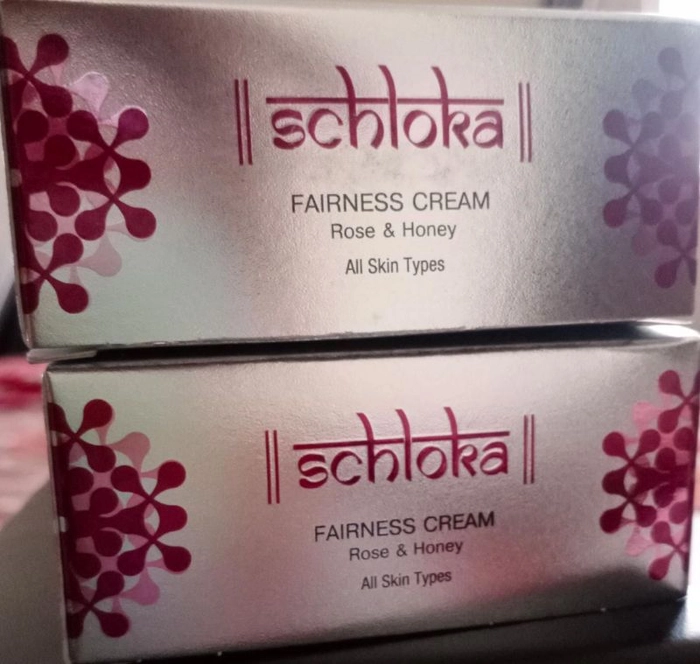 schloka
FAIRNESS CREAM
Rose & Honey
All Skin Types
schloka
FAIRNESS CREAM
Rose & Honey
All Skin Types